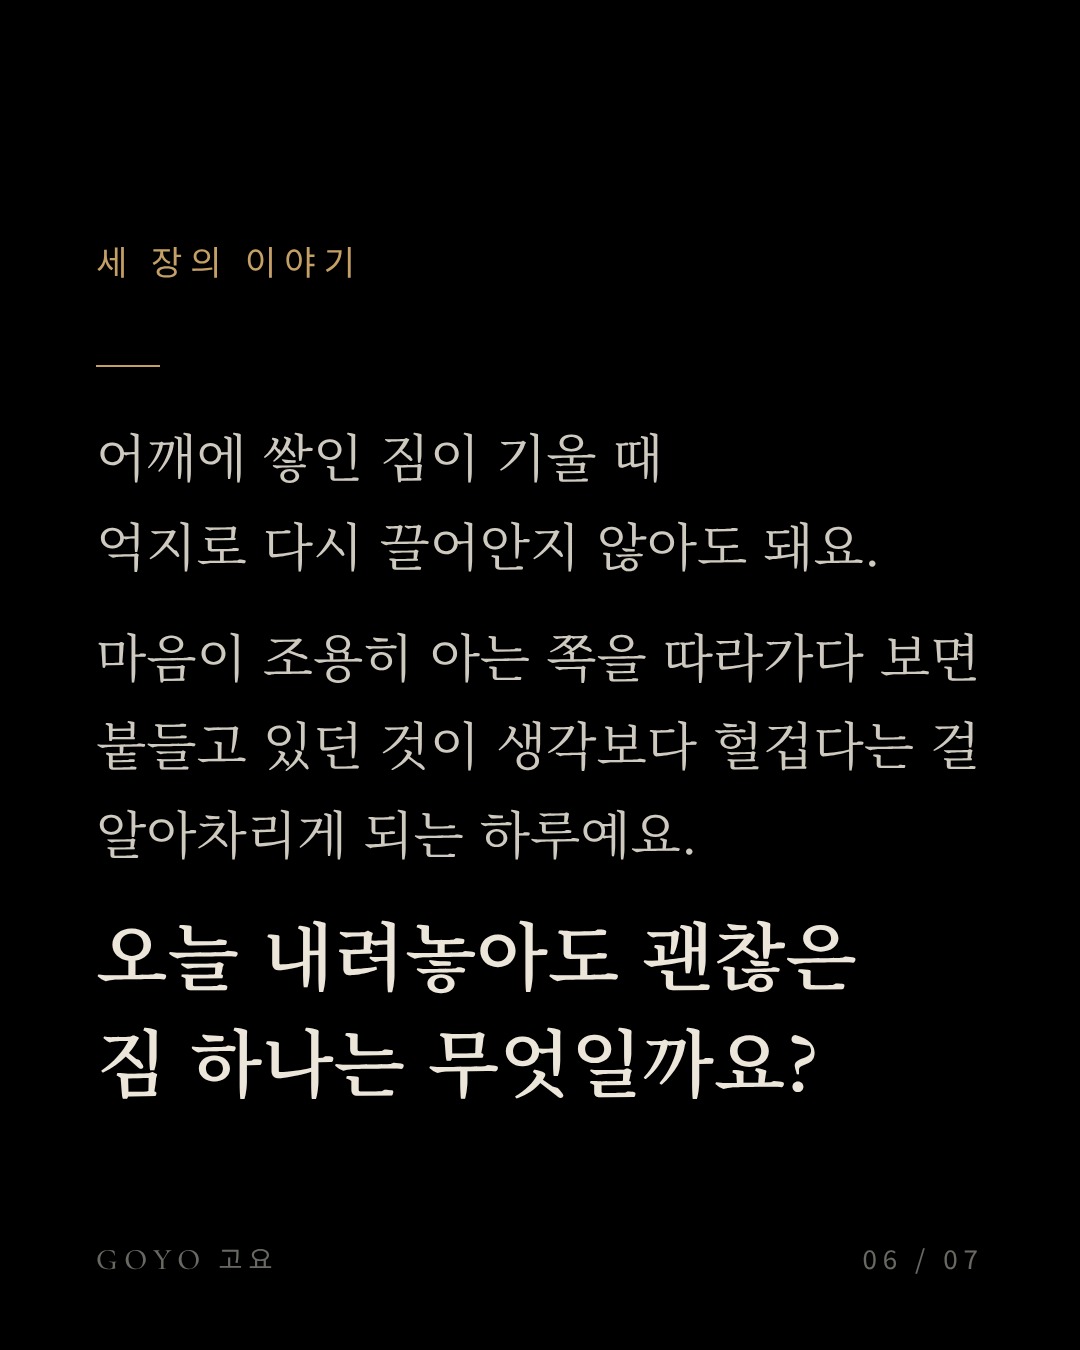 세 장의 이야기
어깨에 쌓인 짐이 기울 때
억지로 다시 끌어안지 않아도 돼요.
마음이 조용히 아는 쪽을 따라가다 보면
붙들고 있던 것이 생각보다 헐겁다는 걸
알아차리게 되는 하루예요.
오늘 내려놓아도 괜찮은
짐 하나는 무엇일까요?
GOYO 고요
06 / 07